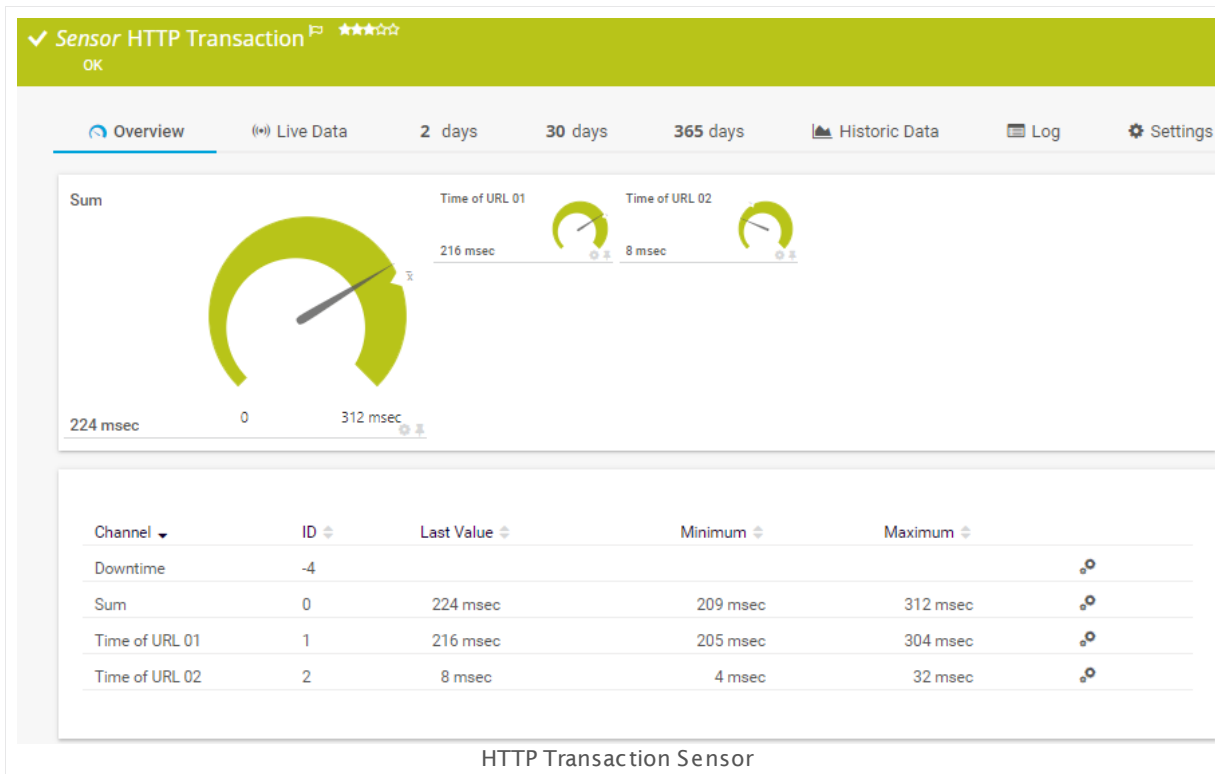 Sensor HTTP Transaction
OK
Overview Live Data 2 days 30 days 365 days Historic Data Log Settings
Sum
Time of URL 01
216 msec
Time of URL 02
8 msec
x̄
0 312 msec
224 msec
Channel ID Last Value Minimum Maximum
Downtime -4
Sum 0 224 msec 209 msec 312 msec
Time of URL 01 1 216 msec 205 msec 304 msec
Time of URL 02 2 8 msec 4 msec 32 msec
HTTP Transaction Sensor